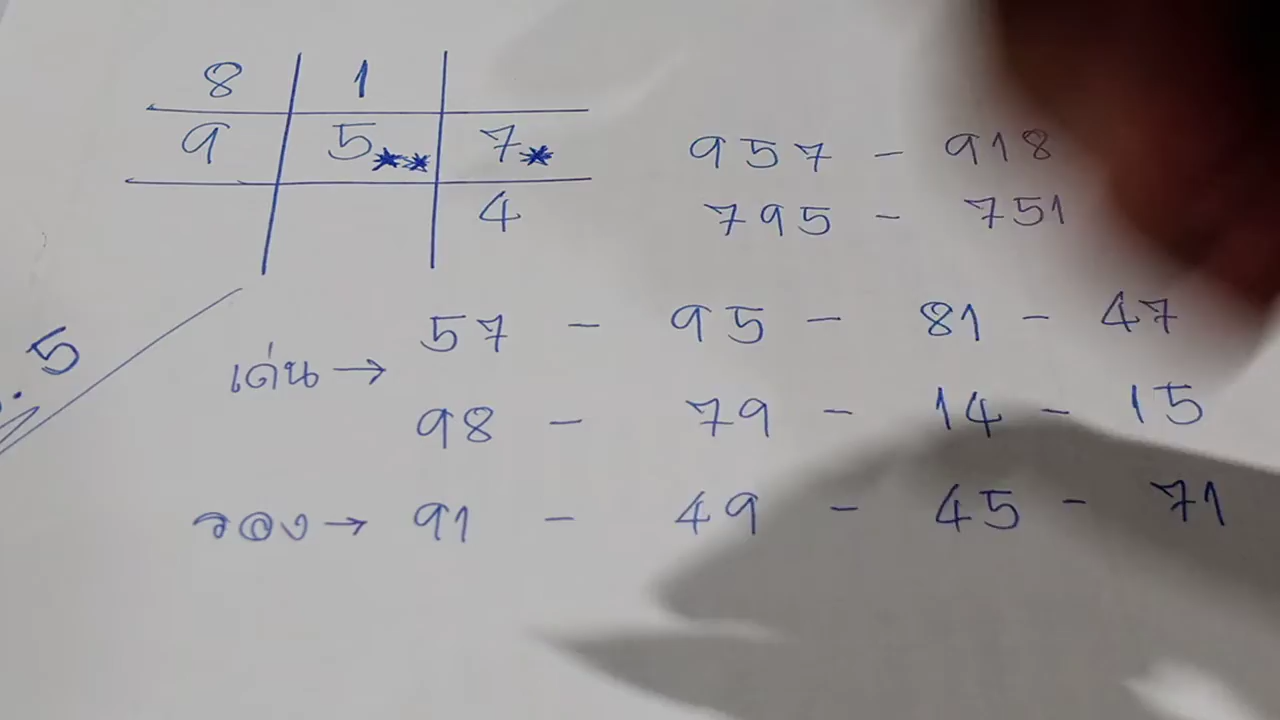 8 1
9 5** 7*
4
957 - 918
795 - 751
. 5
57 - 95 - 81 - 47
เด่น →
98 - 79 - 14 - 15
รอง → 91 - 49 - 45 - 71